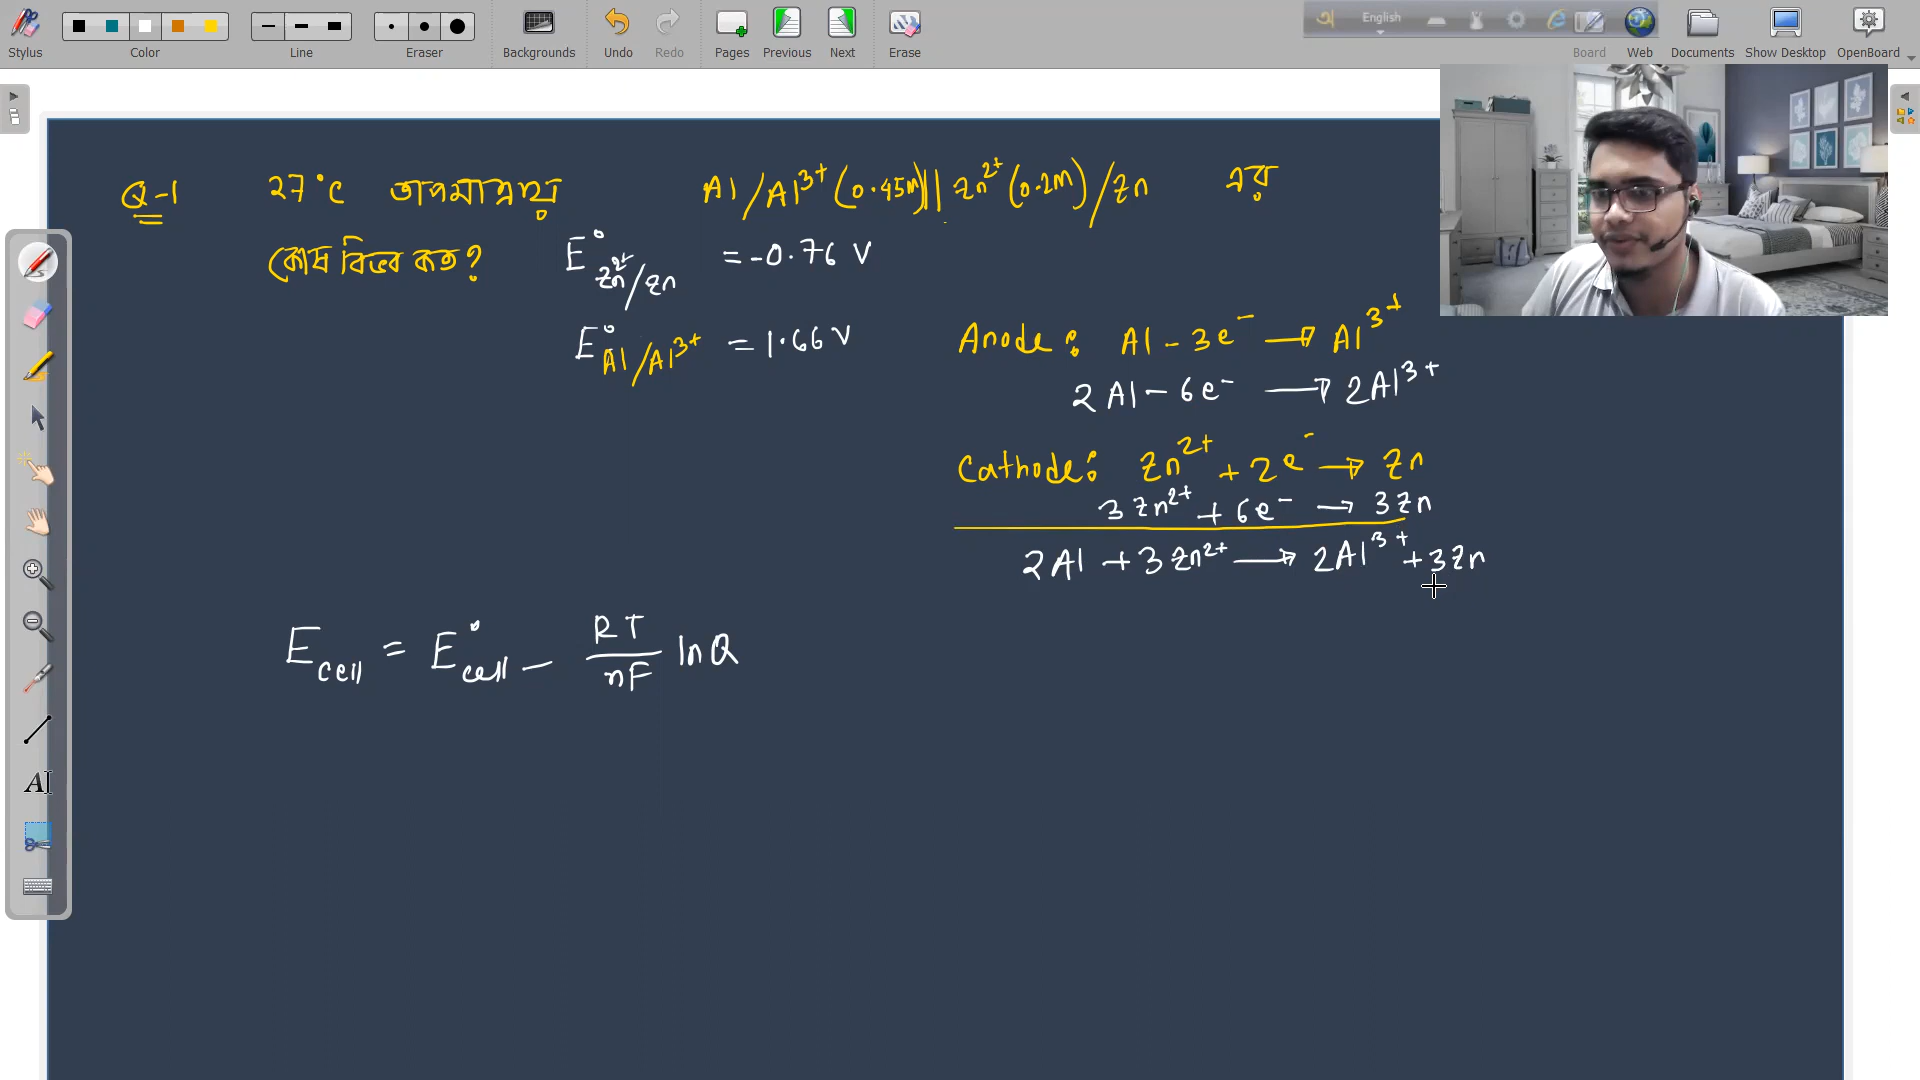 Stylus Color Line Eraser Backgrounds Undo Redo Pages Previous Next Erase Board Web Documents Show Desktop OpenBoard
English
Q-1 27°C তাপমাত্রায় Al/Al³⁺(0.45M)||Zn²⁺(0.2M)/Zn এর
কোষ বিভব কত? E°Zn²⁺/Zn = -0.76 V
E°Al/Al³⁺ = 1.66 V
Anode: Al - 3e⁻ → Al³⁺
2Al - 6e⁻ → 2Al³⁺
Cathode: Zn²⁺ + 2e⁻ → Zn
3Zn²⁺ + 6e⁻ → 3Zn
2Al + 3Zn²⁺ → 2Al³⁺ + 3Zn
E_cell = E°_cell - RT/nF lnQ
AI